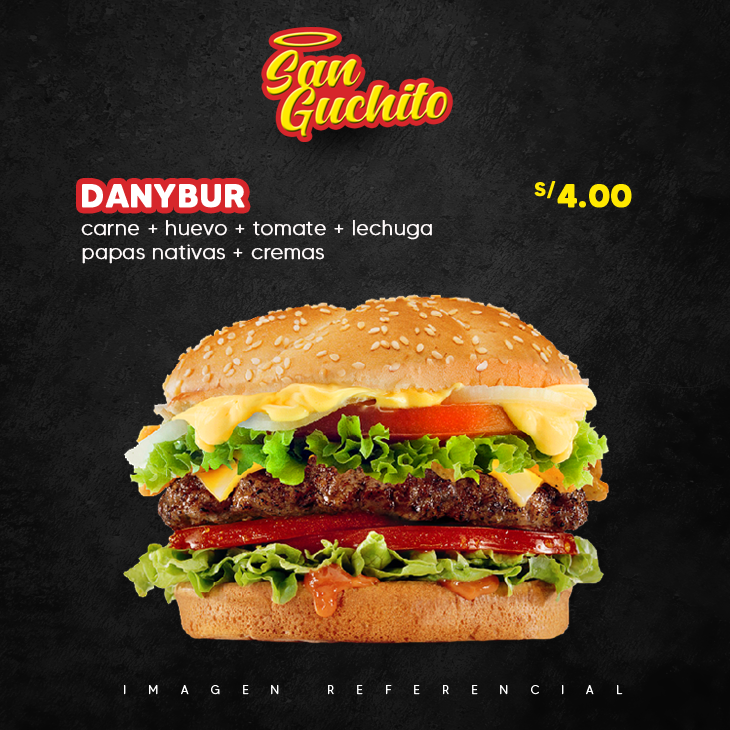 San
Guchito
DANYBUR
S/4.00
carne + huevo + tomate + lechuga
papas nativas + cremas
IMAGEN REFERENCIAL